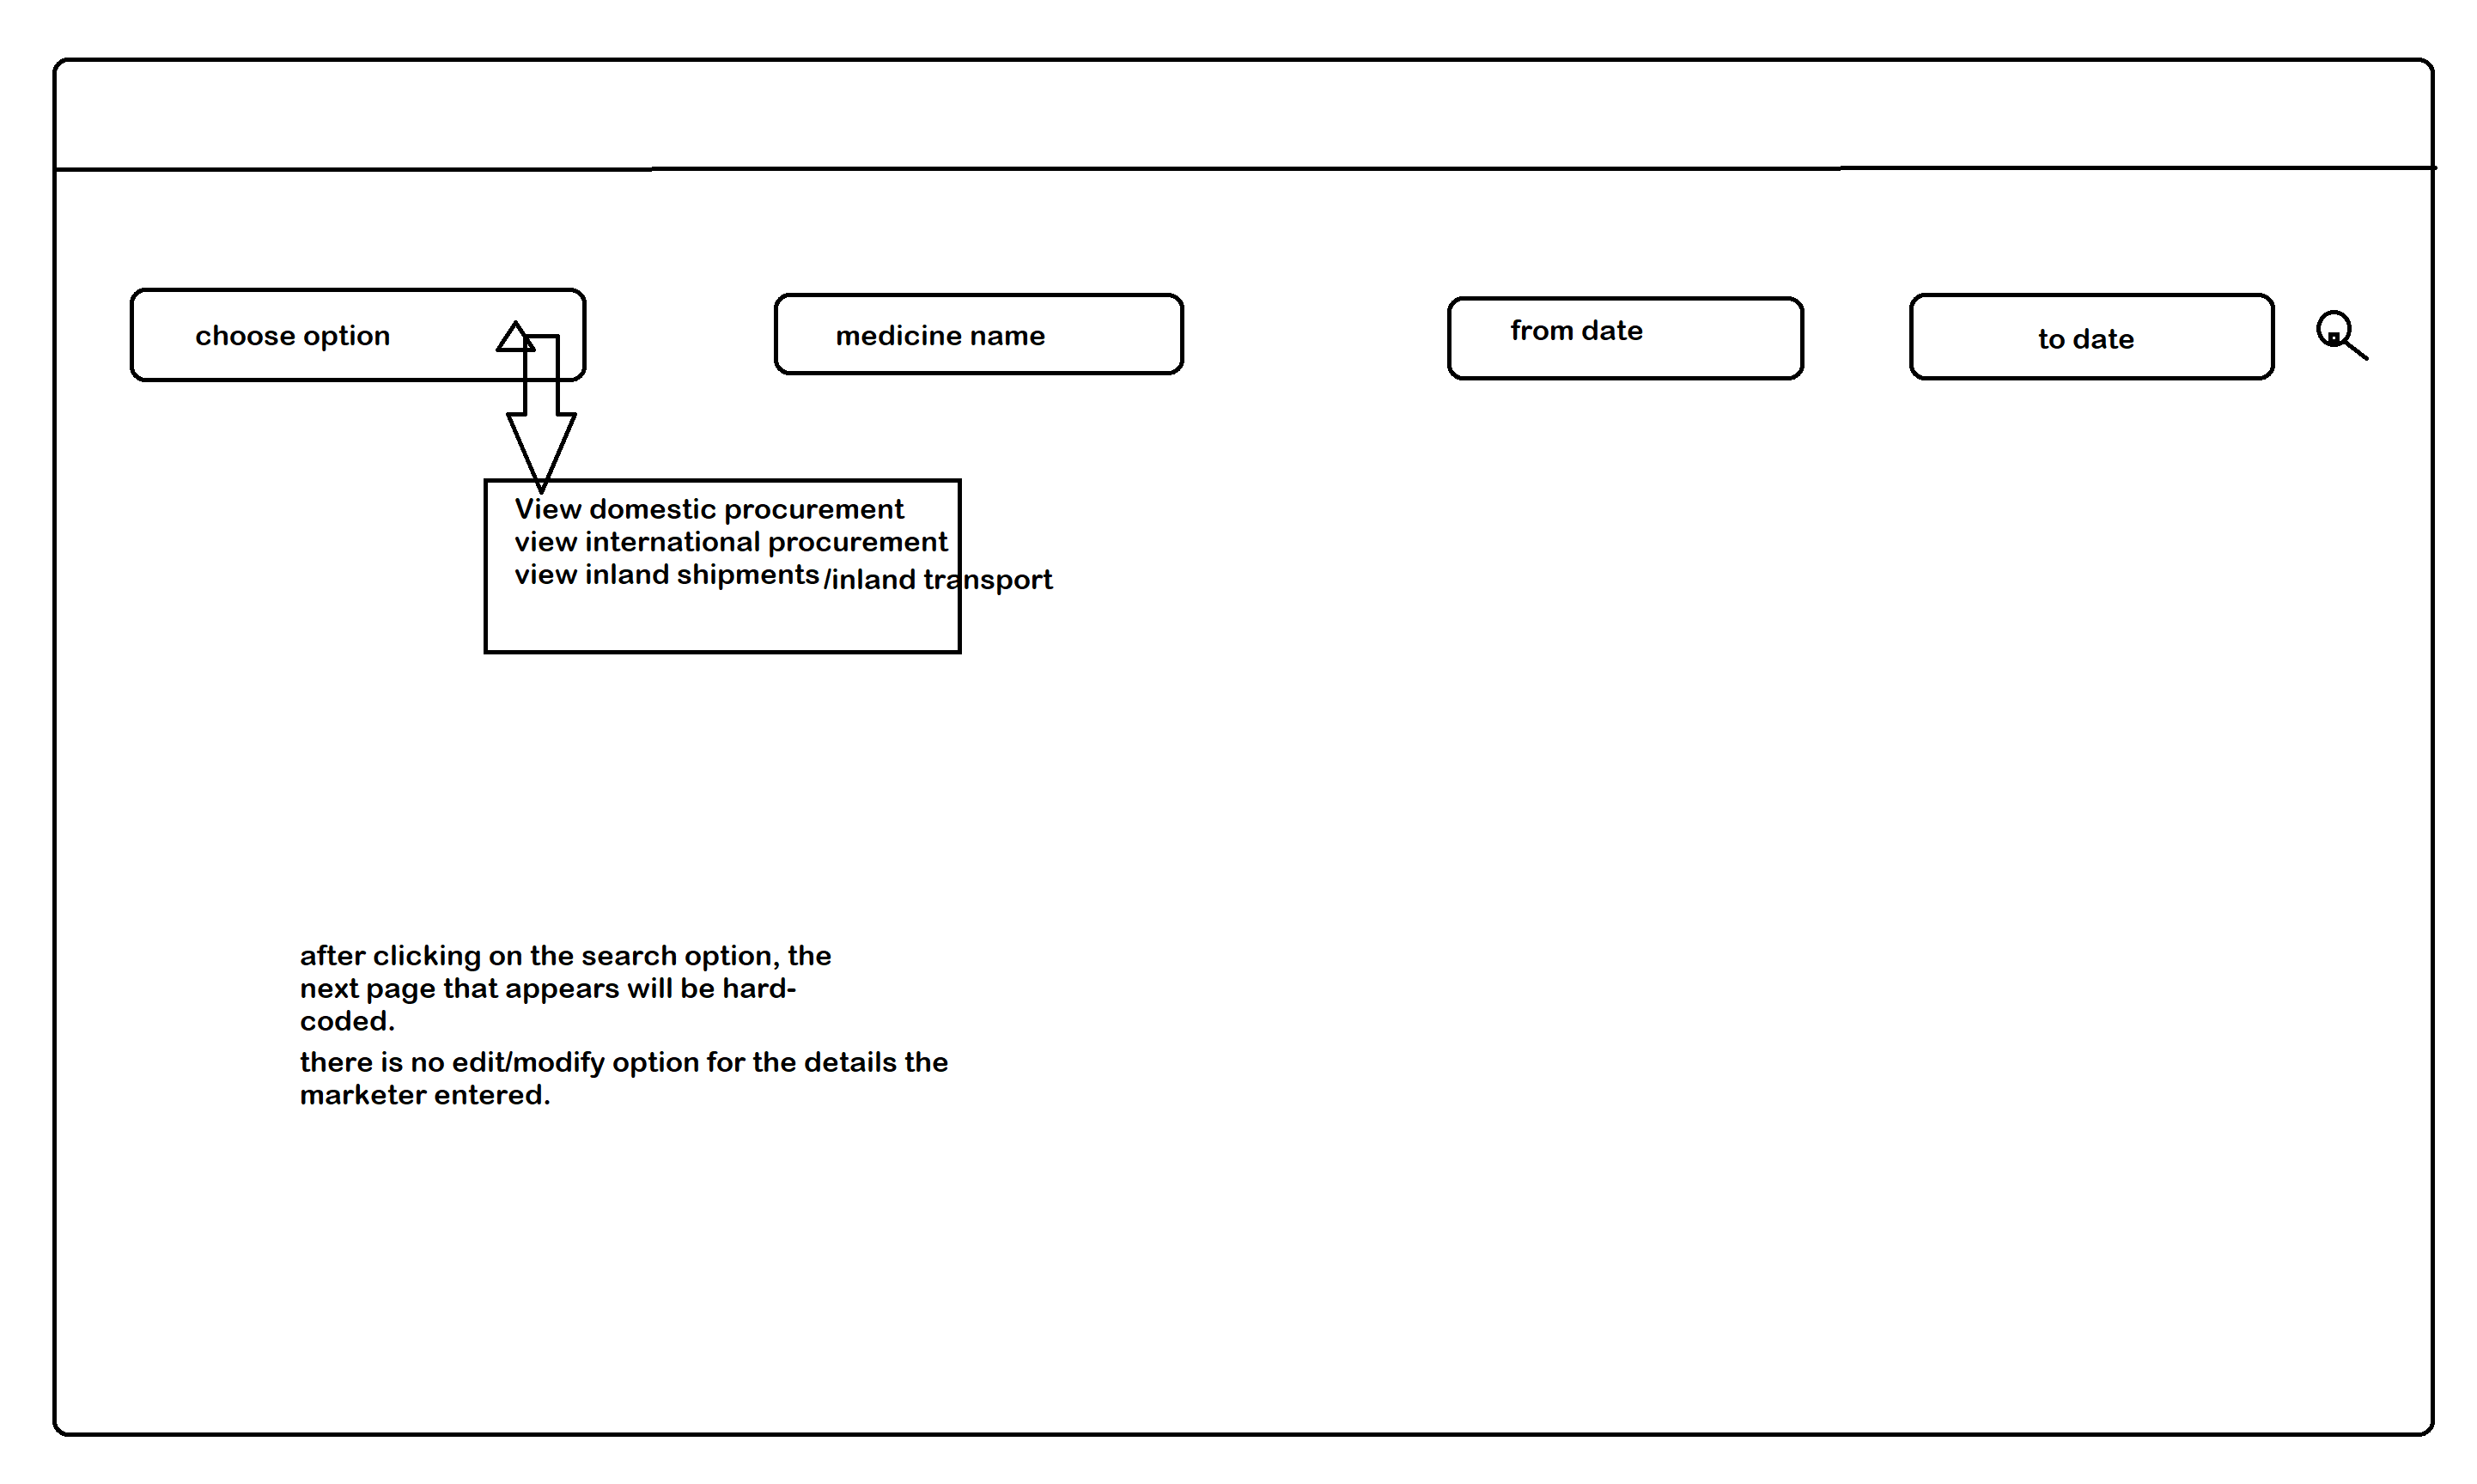 choose option
medicine name
from date
to date
View domestic procurement
view international procurement
view inland shipments /inland transport
after clicking on the search option, the
next page that appears will be hard-
coded.
there is no edit/modify option for the details the
marketer entered.